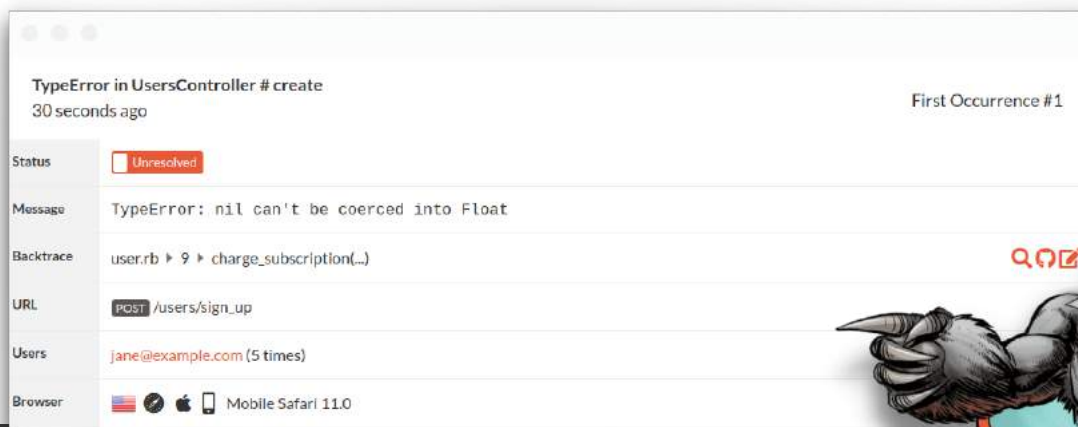 TypeError in UsersController # create
30 seconds ago
First Occurrence #1
Status
Unresolved
Message
TypeError: nil can't be coerced into Float
Backtrace
user.rb ▸ 9 ▸ charge_subscription(...)
URL
POST /users/sign_up
Users
jane@example.com (5 times)
Browser
Mobile Safari 11.0